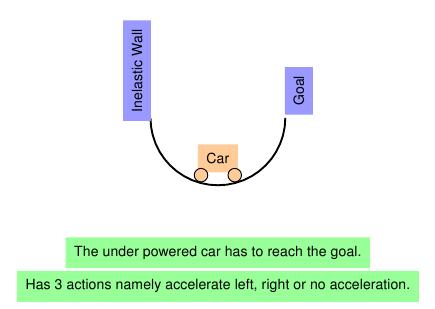 Inelastic Wall
Goal
Car
The under powered car has to reach the goal.
Has 3 actions namely accelerate left, right or no acceleration.